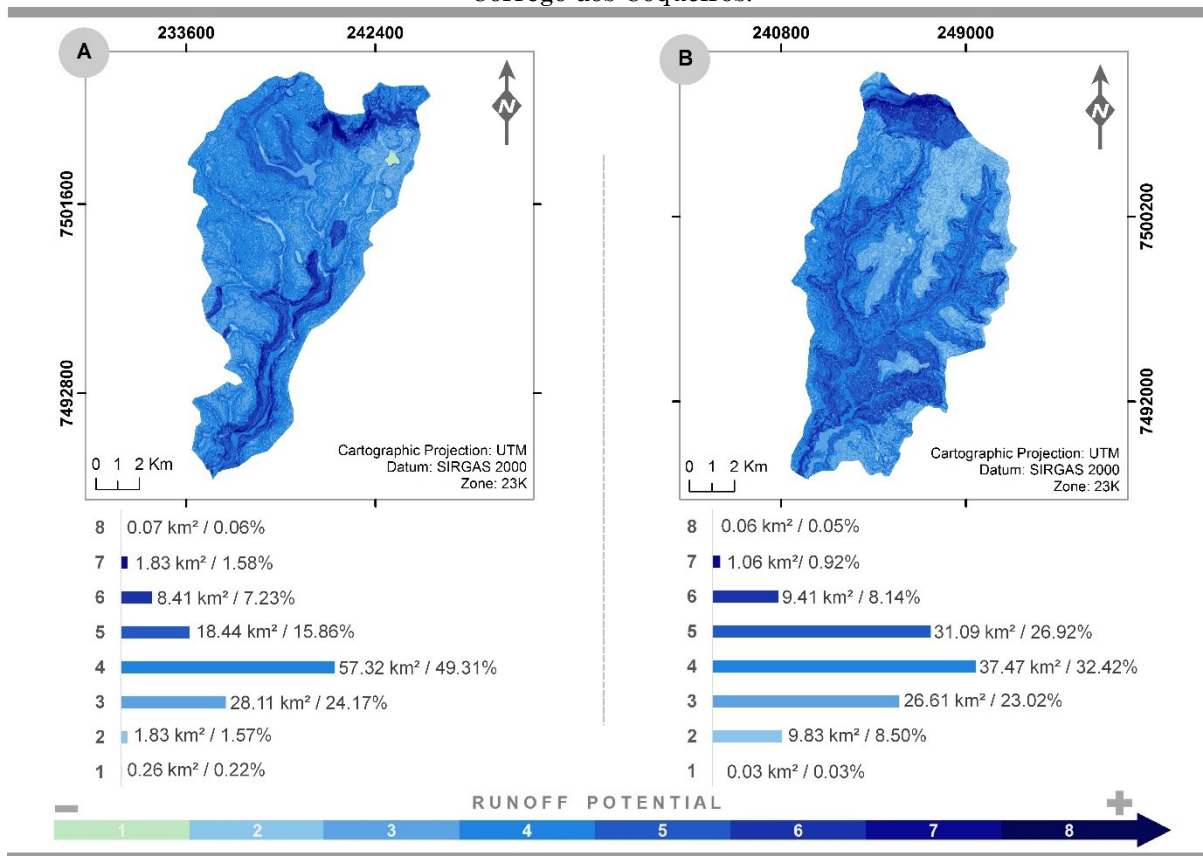 Córrego dos Coqueiros.
A
233600
242400
N
7501600
7492800
0 1 2 Km
Cartographic Projection: UTM
Datum: SIRGAS 2000
Zone: 23K
8 0.07 km² / 0.06%
7 1.83 km² / 1.58%
6 8.41 km² / 7.23%
5 18.44 km² / 15.86%
4 57.32 km² / 49.31%
3 28.11 km² / 24.17%
2 1.83 km² / 1.57%
1 0.26 km² / 0.22%
B
240800
249000
N
7500200
7492000
0 1 2 Km
Cartographic Projection: UTM
Datum: SIRGAS 2000
Zone: 23K
8 0.06 km² / 0.05%
7 1.06 km²/ 0.92%
6 9.41 km² / 8.14%
5 31.09 km² / 26.92%
4 37.47 km² / 32.42%
3 26.61 km² / 23.02%
2 9.83 km² / 8.50%
1 0.03 km² / 0.03%
− RUNOFF POTENTIAL +
1 2 3 4 5 6 7 8